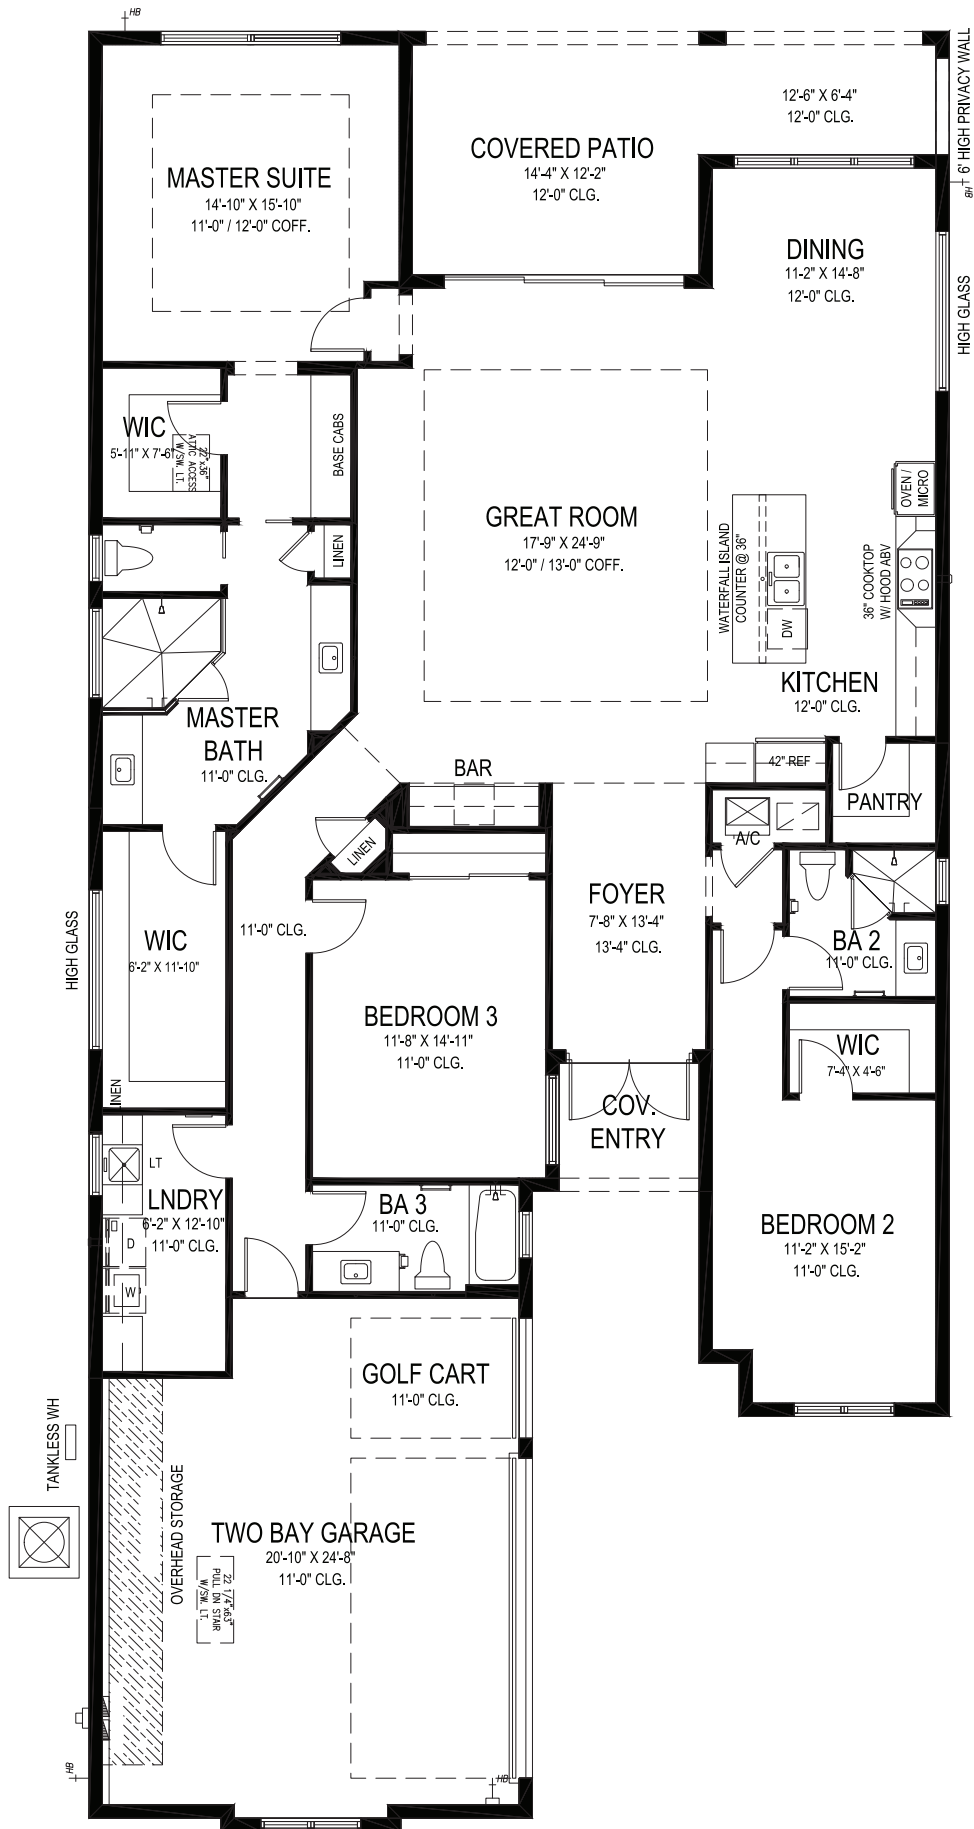 HB
6' HIGH PRIVACY WALL
HB
12'-6" X 6'-4"
12'-0" CLG.
COVERED PATIO
14'-4" X 12'-2"
12'-0" CLG.
MASTER SUITE
14'-10" X 15'-10"
11'-0" / 12'-0" COFF.
DINING
11-2" X 14'-8"
12'-0" CLG.
HIGH GLASS
WIC
5'-11" X 7'-6"
22"x36"
ATTIC ACCESS
W/SW. LT.
BASE CABS
LINEN
GREAT ROOM
17'-9" X 24'-9"
12'-0" / 13'-0" COFF.
WATERFALL ISLAND
COUNTER @ 36"
DW
OVEN /
MICRO
36" COOKTOP
W/ HOOD ABV
KITCHEN
12'-0" CLG.
MASTER
BATH
11'-0" CLG.
BAR
42" REF
PANTRY
A/C
LINEN
FOYER
7'-8" X 13'-4"
13'-4" CLG.
BA 2
11'-0" CLG.
HIGH GLASS
WIC
6'-2" X 11'-10"
11'-0" CLG.
BEDROOM 3
11'-8" X 14'-11"
11'-0" CLG.
WIC
7'-4" X 4'-6"
COV.
ENTRY
INEN
LT
LNDRY
6'-2" X 12'-10"
11'-0" CLG.
D
W
BA 3
11'-0" CLG.
BEDROOM 2
11'-2" X 15'-2"
11'-0" CLG.
GOLF CART
11'-0" CLG.
TANKLESS WH
OVERHEAD STORAGE
TWO BAY GARAGE
20'-10" X 24'-8"
11'-0" CLG.
22 1/4"x63"
PULL DN STAIR
W/SW. LT.
HB
HB